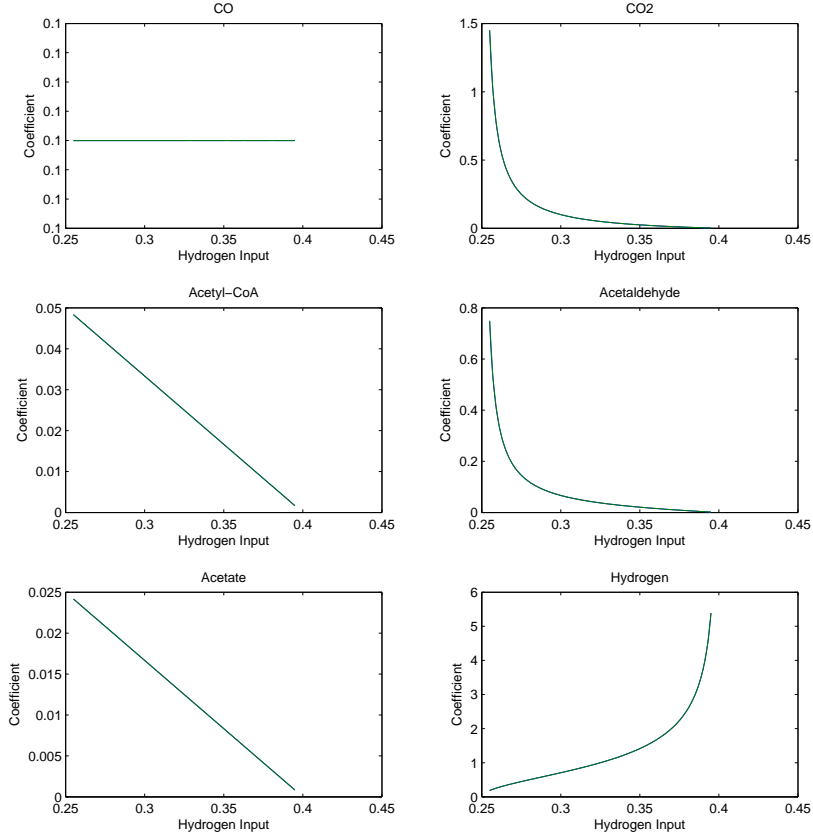 CO
0.1
0.1
0.1
0.1
0.1
0.1
0.1
0.1
Coefficient
0.25 0.3 0.35 0.4 0.45
Hydrogen Input
CO2
1.5
1
0.5
0
Coefficient
0.25 0.3 0.35 0.4 0.45
Hydrogen Input
Acetyl−CoA
0.05
0.04
0.03
0.02
0.01
0
Coefficient
0.25 0.3 0.35 0.4 0.45
Hydrogen Input
Acetaldehyde
0.8
0.6
0.4
0.2
0
Coefficient
0.25 0.3 0.35 0.4 0.45
Hydrogen Input
Acetate
0.025
0.02
0.015
0.01
0.005
0
Coefficient
0.25 0.3 0.35 0.4 0.45
Hydrogen Input
Hydrogen
6
5
4
3
2
1
0
Coefficient
0.25 0.3 0.35 0.4 0.45
Hydrogen Input